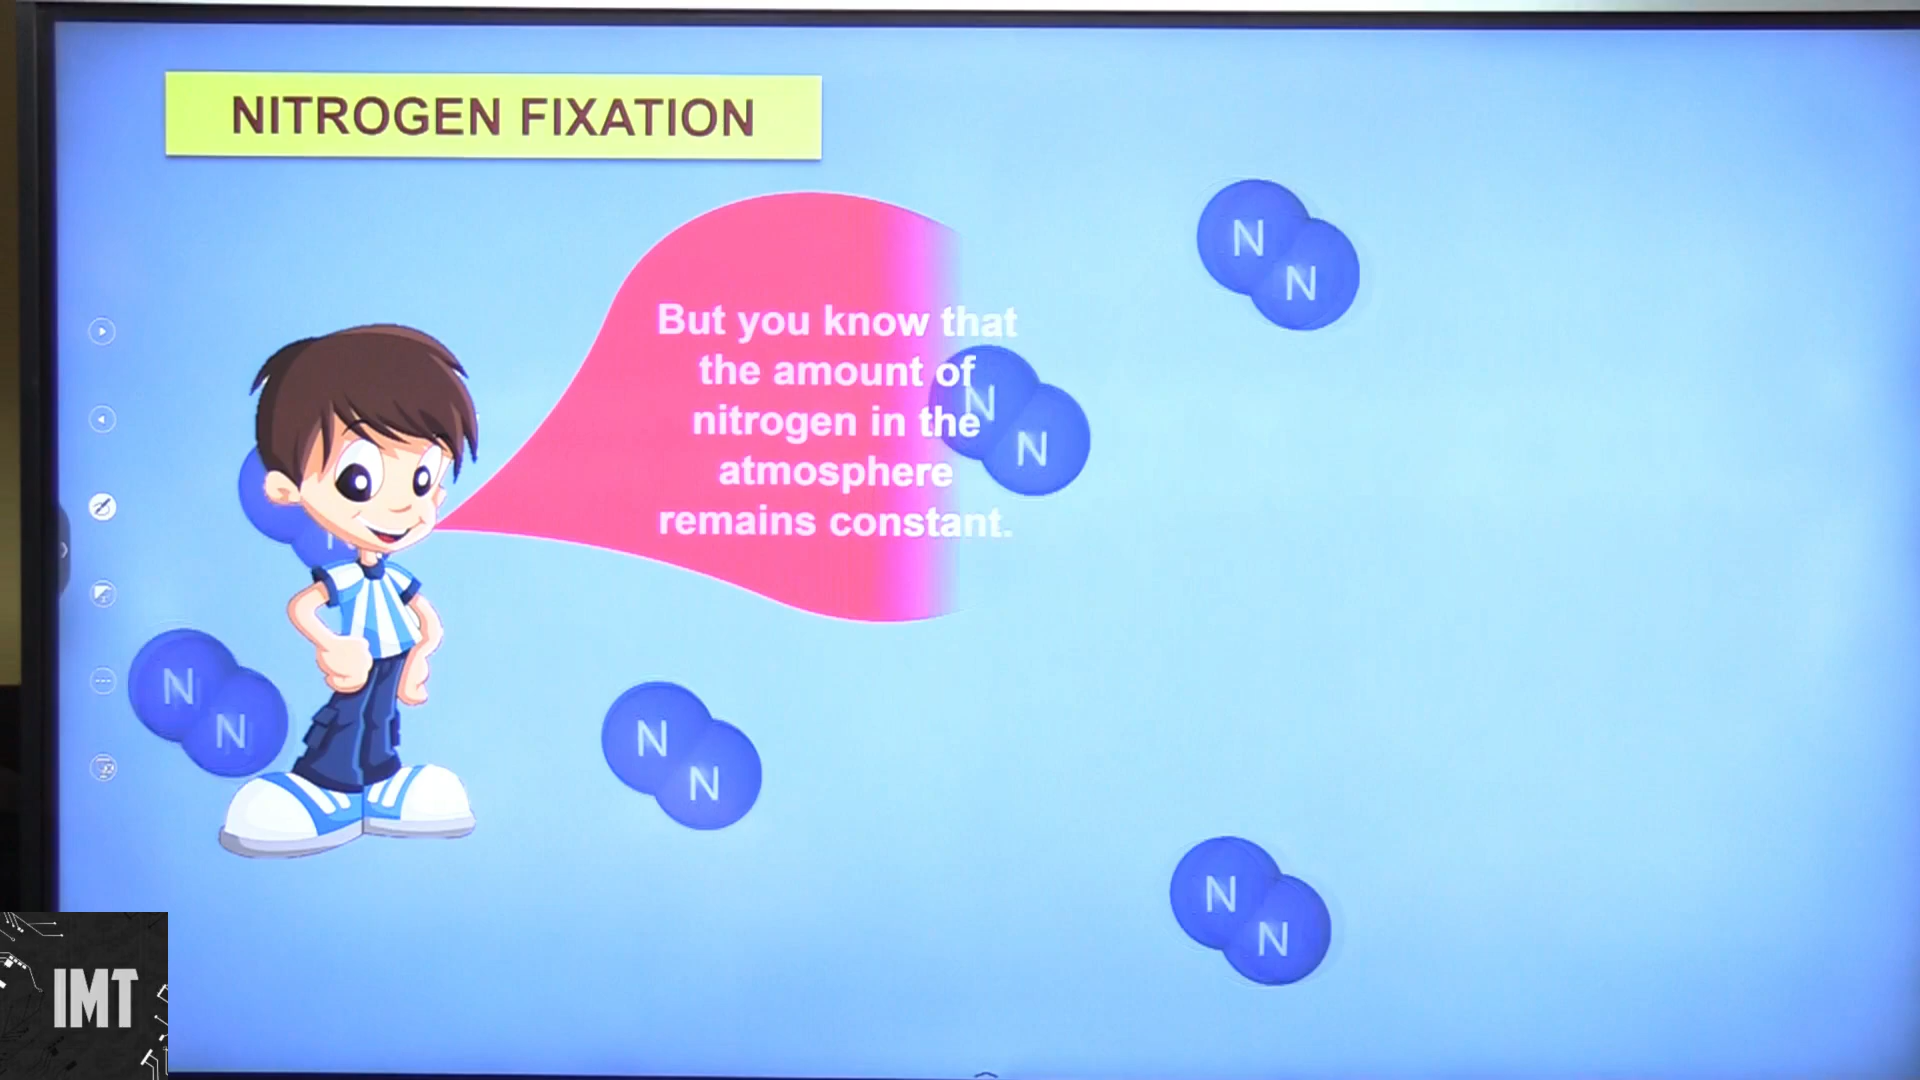 NITROGEN FIXATION
But you know that
the amount of
nitrogen in the
atmosphere
remains constant.
N
N
N
N
N
N
N
N
N
N
N
IMT